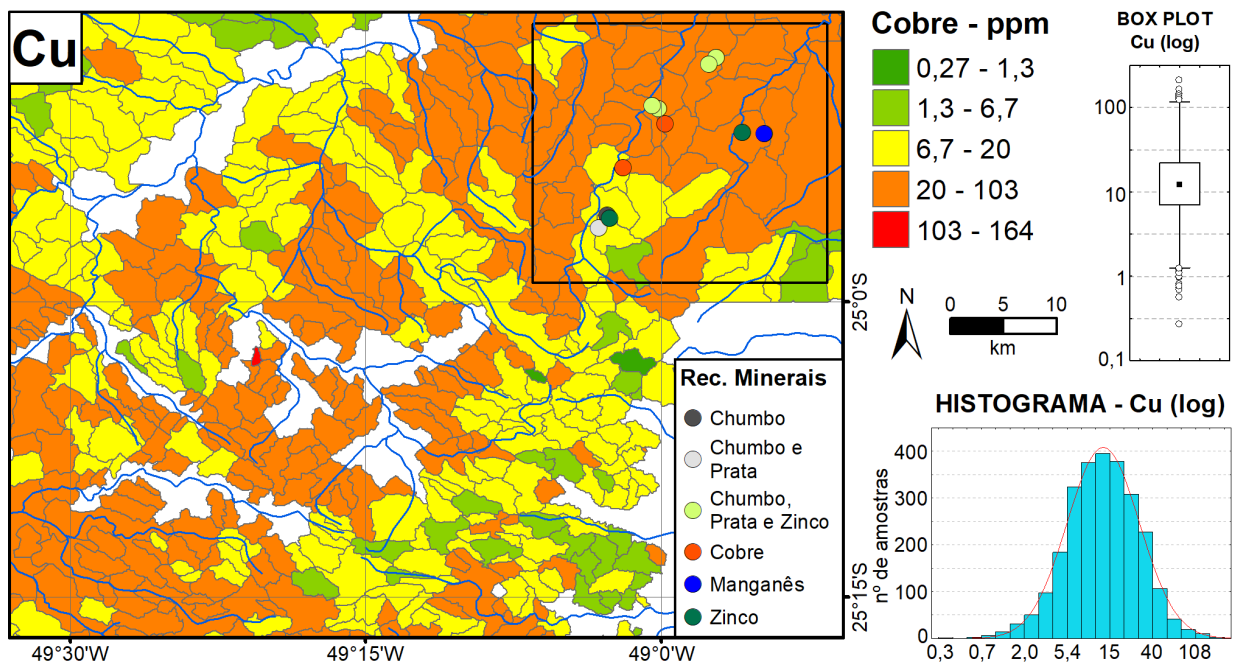 Cu
Cobre - ppm
0,27 - 1,3
1,3 - 6,7
6,7 - 20
20 - 103
103 - 164
N
0 5 10
km
BOX PLOT
Cu (log)
100
10
1
0,1
25°0'S
25°15'S
49°30'W
49°15'W
49°0'W
Rec. Minerais
Chumbo
Chumbo e
Prata
Chumbo,
Prata e Zinco
Cobre
Manganês
Zinco
HISTOGRAMA - Cu (log)
nº de amostras
400
300
200
100
0
0,3 0,7 2,0 5,4 15 40 108